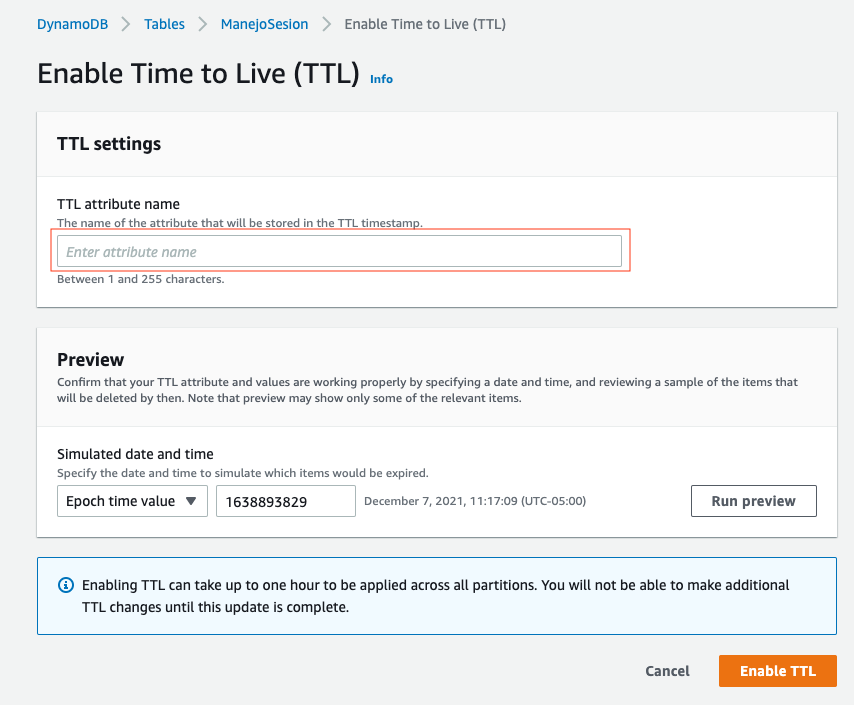 DynamoDB > Tables > ManejoSesion > Enable Time to Live (TTL)
Enable Time to Live (TTL) Info
TTL settings
TTL attribute name
The name of the attribute that will be stored in the TTL timestamp.
Enter attribute name
Between 1 and 255 characters.
Preview
Confirm that your TTL attribute and values are working properly by specifying a date and time, and reviewing a sample of the items that
will be deleted by then. Note that preview may show only some of the relevant items.
Simulated date and time
Specify the date and time to simulate which items would be expired.
Epoch time value ▼ 1638893829 December 7, 2021, 11:17:09 (UTC-05:00) Run preview
Enabling TTL can take up to one hour to be applied across all partitions. You will not be able to make additional
TTL changes until this update is complete.
Cancel Enable TTL